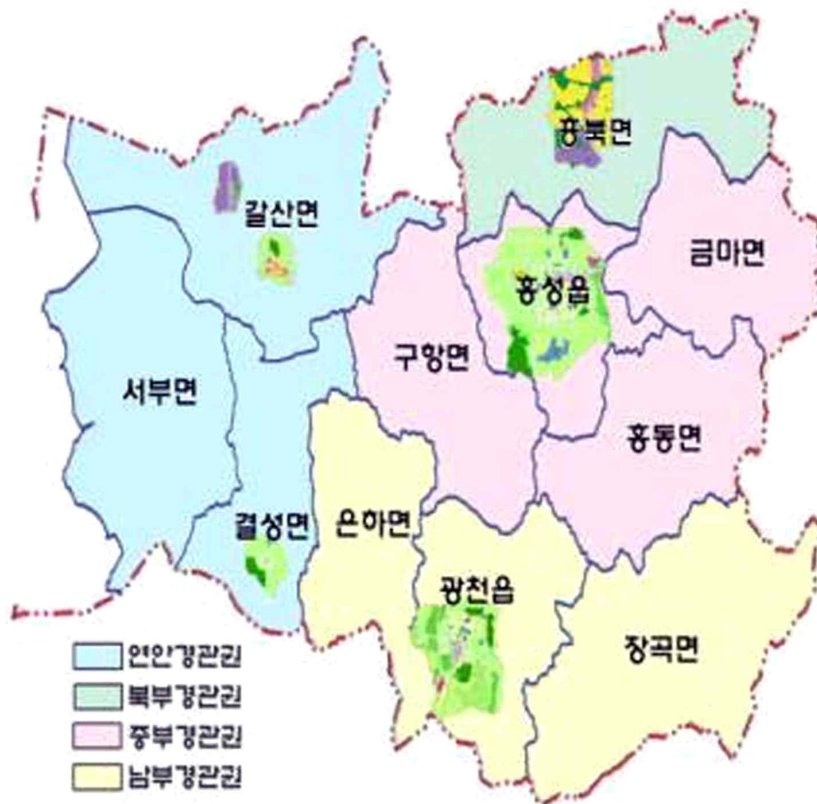 홍북면
갈산면
금마면
홍성읍
구항면
서부면
홍동면
결성면
은하면
광천읍
장곡면
연안경관권
북부경관권
중부경관권
남부경관권